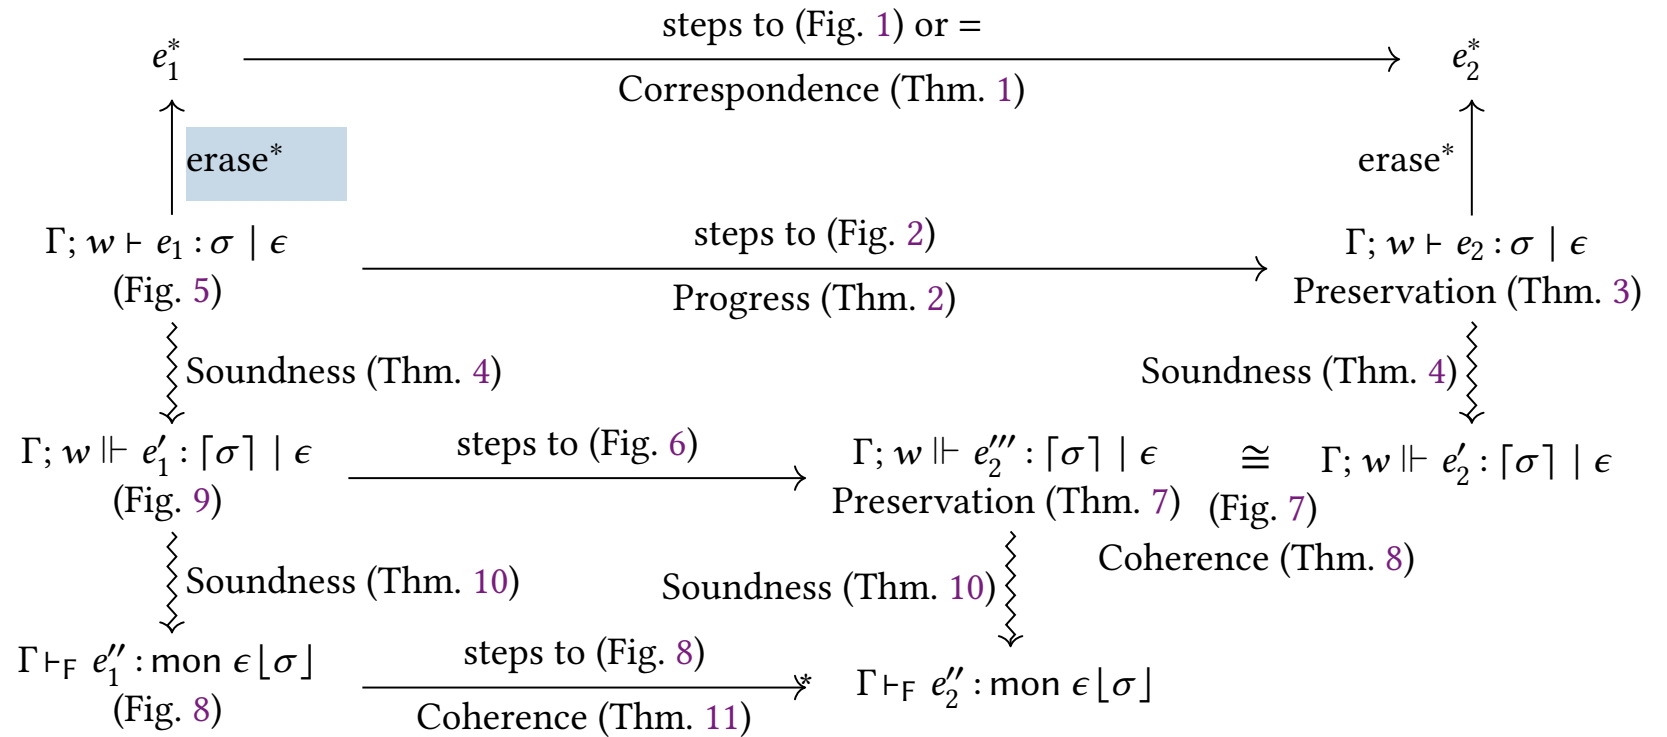 steps to (Fig. 1) or =
e₁* e₂*
Correspondence (Thm. 1)
erase* erase*
Γ; w ⊢ e₁ : σ | ϵ steps to (Fig. 2) Γ; w ⊢ e₂ : σ | ϵ
(Fig. 5) Progress (Thm. 2) Preservation (Thm. 3)
Soundness (Thm. 4) Soundness (Thm. 4)
Γ; w ⊩ e₁′ : ⌈σ⌉ | ϵ steps to (Fig. 6) Γ; w ⊩ e₂‴ : ⌈σ⌉ | ϵ ≅ Γ; w ⊩ e₂′ : ⌈σ⌉ | ϵ
(Fig. 9) Preservation (Thm. 7) (Fig. 7)
Coherence (Thm. 8)
Soundness (Thm. 10) Soundness (Thm. 10)
Γ ⊢F e₁″ : mon ϵ ⌊σ⌋ steps to (Fig. 8) * Γ ⊢F e₂″ : mon ϵ ⌊σ⌋
(Fig. 8) Coherence (Thm. 11)